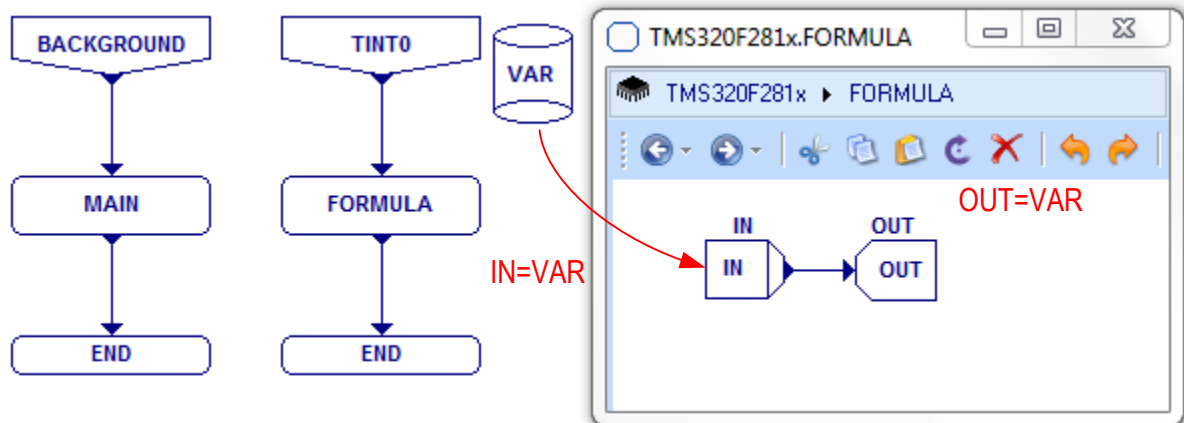 BACKGROUND
MAIN
END
TINT0
FORMULA
END
VAR
IN=VAR
TMS320F281x.FORMULA
TMS320F281x FORMULA
OUT=VAR
IN OUT
IN OUT